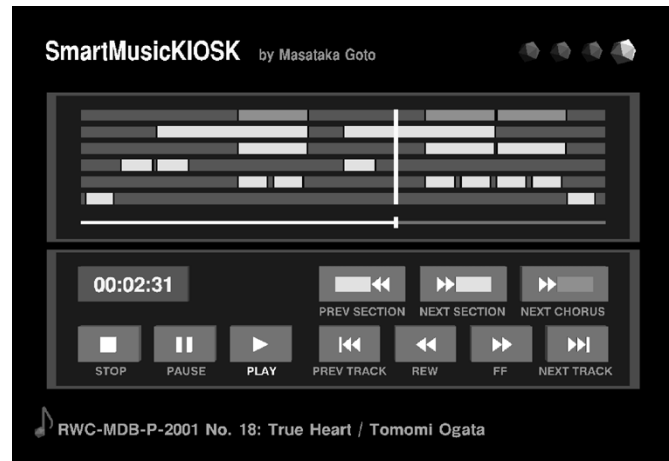 SmartMusicKIOSK by Masataka Goto
00:02:31
PREV SECTION NEXT SECTION NEXT CHORUS
STOP PAUSE PLAY PREV TRACK REW FF NEXT TRACK
RWC-MDB-P-2001 No. 18: True Heart / Tomomi Ogata